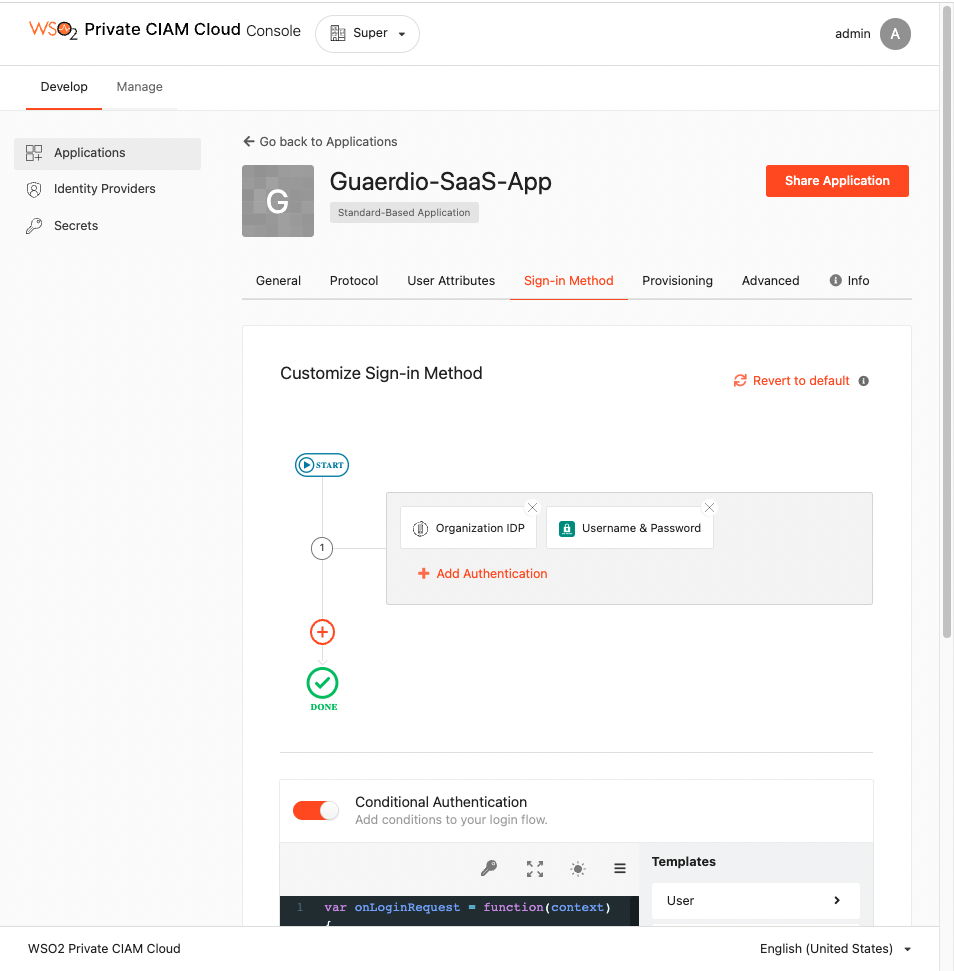 WSO2 Private CIAM Cloud Console
Super
admin
A
Develop
Manage
Applications
Identity Providers
Secrets
Go back to Applications
G
Guaerdio-SaaS-App
Standard-Based Application
Share Application
General
Protocol
User Attributes
Sign-in Method
Provisioning
Advanced
Info
Customize Sign-in Method
Revert to default
START
1
Organization IDP
Username & Password
Add Authentication
DONE
Conditional Authentication
Add conditions to your login flow.
Templates
User
1 var onLoginRequest = function(context)
{
WSO2 Private CIAM Cloud
English (United States)